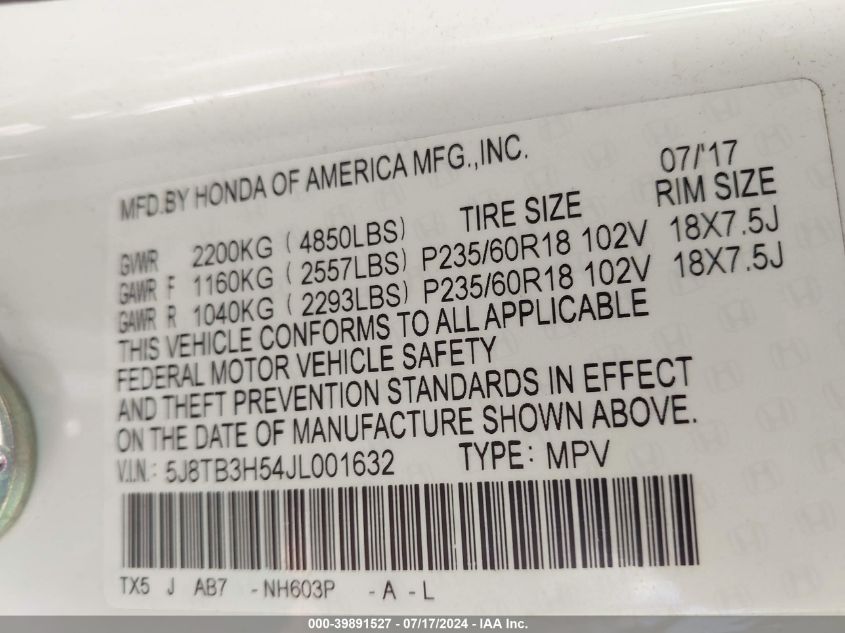 MFD.BY HONDA OF AMERICA MFG.,INC. 07/'17
TIRE SIZE RIM SIZE
GVWR 2200KG (4850LBS)
GAWR F 1160KG (2557LBS) P235/60R18 102V 18X7.5J
GAWR R 1040KG (2293LBS) P235/60R18 102V 18X7.5J
THIS VEHICLE CONFORMS TO ALL APPLICABLE
FEDERAL MOTOR VEHICLE SAFETY
AND THEFT PREVENTION STANDARDS IN EFFECT
ON THE DATE OF MANUFACTURE SHOWN ABOVE.
V.I.N.: 5J8TB3H54JL001632 TYPE: MPV
TX5 J AB7 -NH603P -A -L
000-39891527 - 07/17/2024 - IAA Inc.